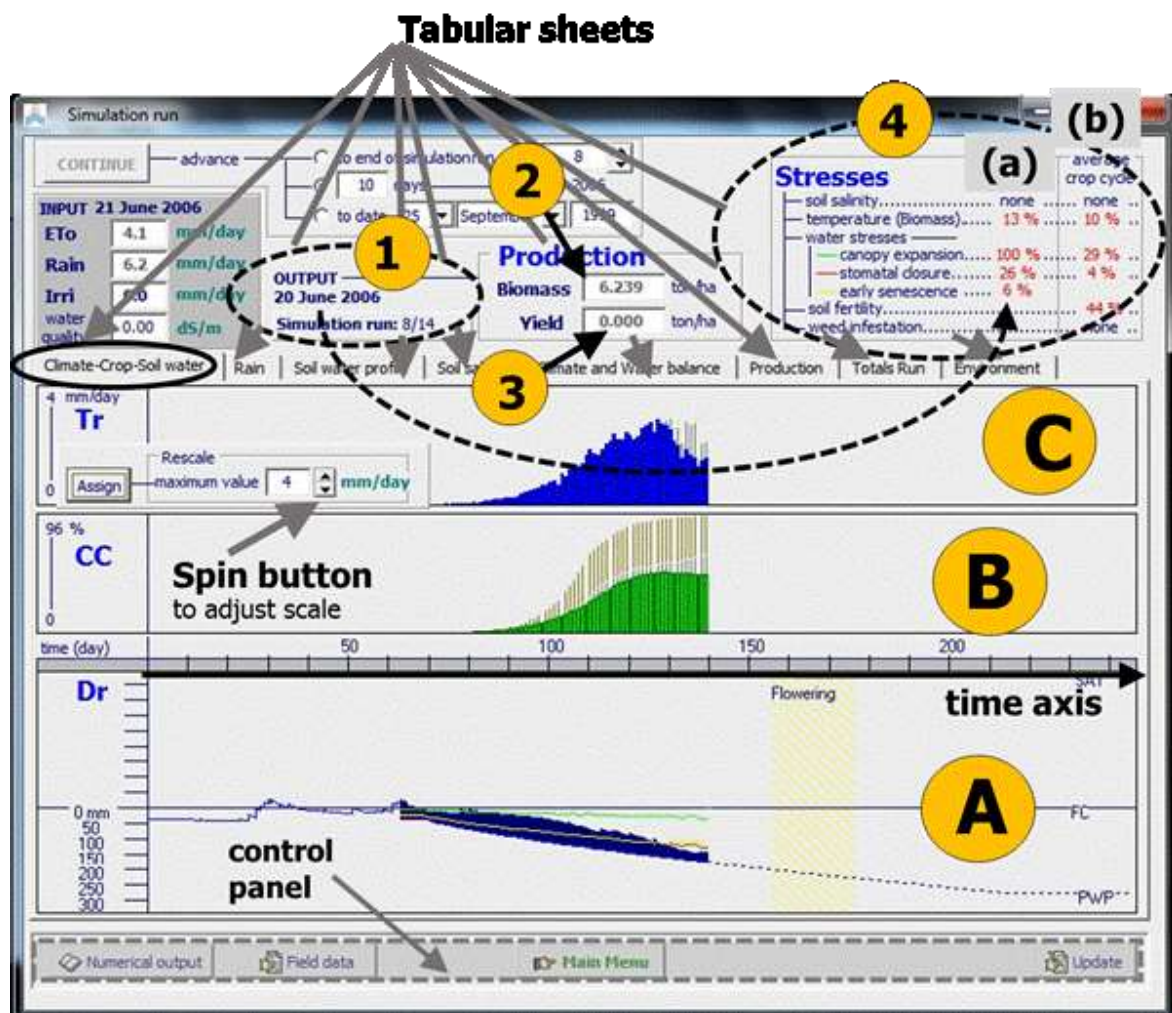 Tabular sheets
Simulation run
4
(b)
CONTINUE
advance
to end of simulation run
8
2
(a)
average
crop cycle
Stresses
10 days
2006
to date 25 1999
soil salinity................ none ...... none ..
temperature (Biomass).... 13 % ...... 10 % ..
water stresses
canopy expansion...... 100 % ...... 29 % ..
stomatal closure....... 26 % ...... 4 % ..
early senescence ..... 6 %
soil fertility.......................... 44 % ..
weed infestation..................... none ..
INPUT 21 June 2006
ETo 4.1 mm/day
Rain 6.2 mm/day
Irri mm/day
water
quality 0.00 dS/m
1
OUTPUT
20 June 2006
Simulation run: 8/14
Production
Biomass 6.239 ton/ha
Yield 0.000 ton/ha
3
Climate-Crop-Soil water
Rain
Soil water profile
Climate and Water balance
Production
Totals Run
Environment
4 mm/day
Tr
0
C
Rescale
Assign
maximum value 4 mm/day
96 %
CC
0
Spin button
to adjust scale
B
time (day)
50
100
150
200
Dr
SAT
Flowering
time axis
A
0 mm
50
100
150
200
250
300
FC
PWP
control
panel
Numerical output
Field data
Main Menu
Update